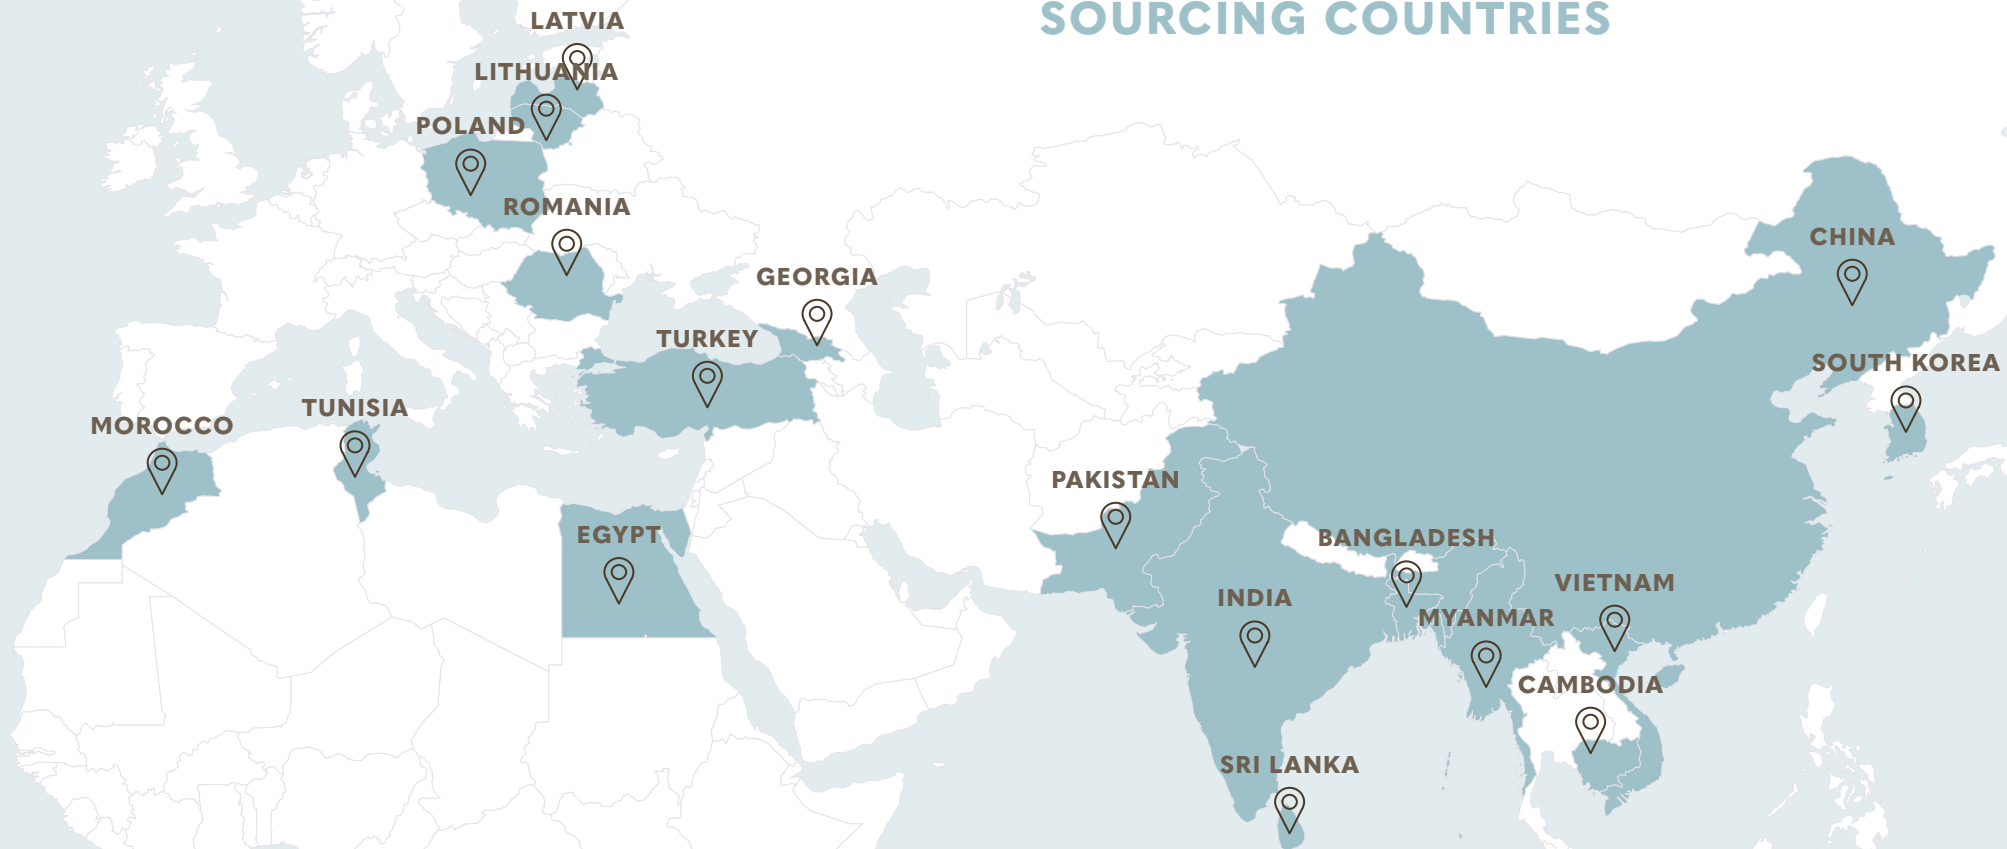 SOURCING COUNTRIES
LATVIA
LITHUANIA
POLAND
ROMANIA
CHINA
GEORGIA
TURKEY
SOUTH KOREA
TUNISIA
MOROCCO
PAKISTAN
EGYPT
BANGLADESH
VIETNAM
INDIA
MYANMAR
CAMBODIA
SRI LANKA